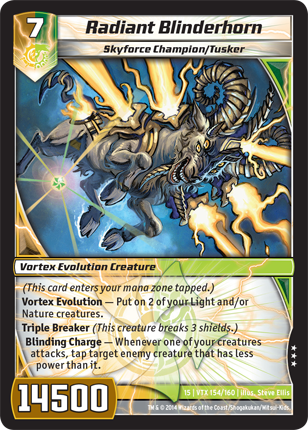 7
Radiant Blinderhorn
Skyforce Champion/Tusker
Vortex Evolution Creature
(This card enters your mana zone tapped.)
Vortex Evolution — Put on 2 of your Light and/or
Nature creatures.
Triple Breaker (This creature breaks 3 shields.)
Blinding Charge — Whenever one of your creatures
attacks, tap target enemy creature that has less
power than it.
14500
15 | VTX 154/160 | illus. Steve Ellis
TM & © 2014 Wizards of the Coast/Shogakukan/Mitsui-Kids.